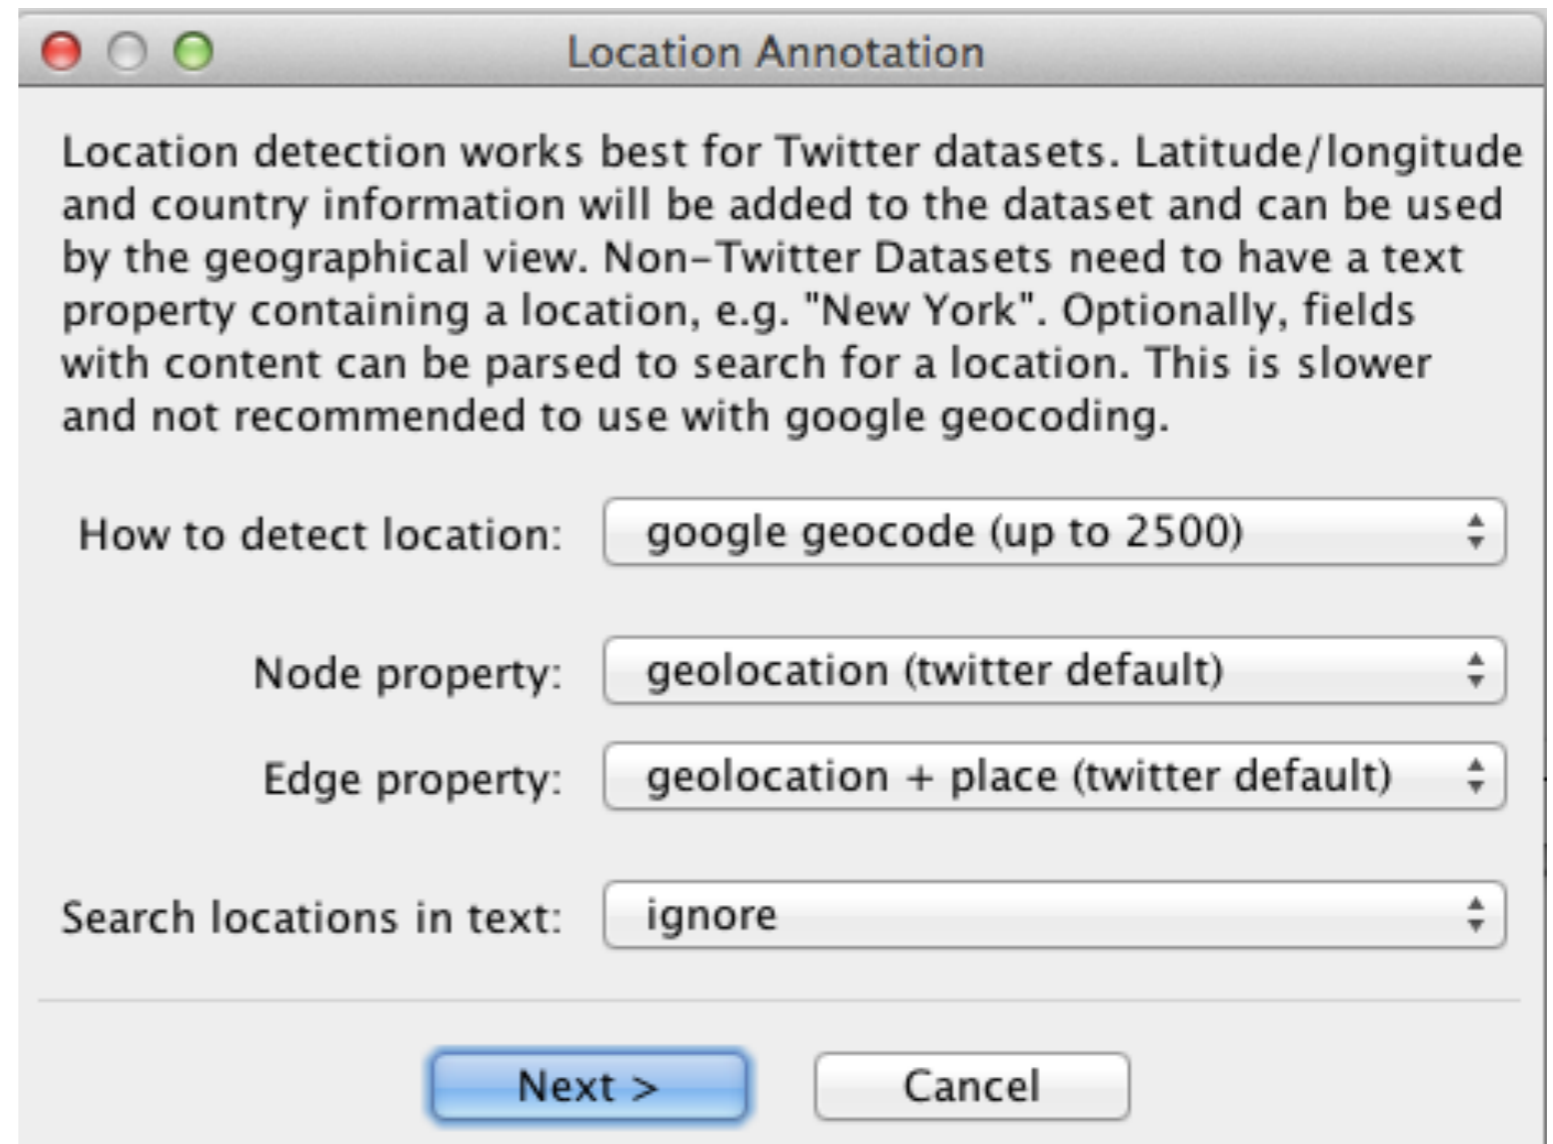 Location Annotation
Location detection works best for Twitter datasets. Latitude/longitude
and country information will be added to the dataset and can be used
by the geographical view. Non-Twitter Datasets need to have a text
property containing a location, e.g. "New York". Optionally, fields
with content can be parsed to search for a location. This is slower
and not recommended to use with google geocoding.
How to detect location: google geocode (up to 2500)
Node property: geolocation (twitter default)
Edge property: geolocation + place (twitter default)
Search locations in text: ignore
Next > Cancel